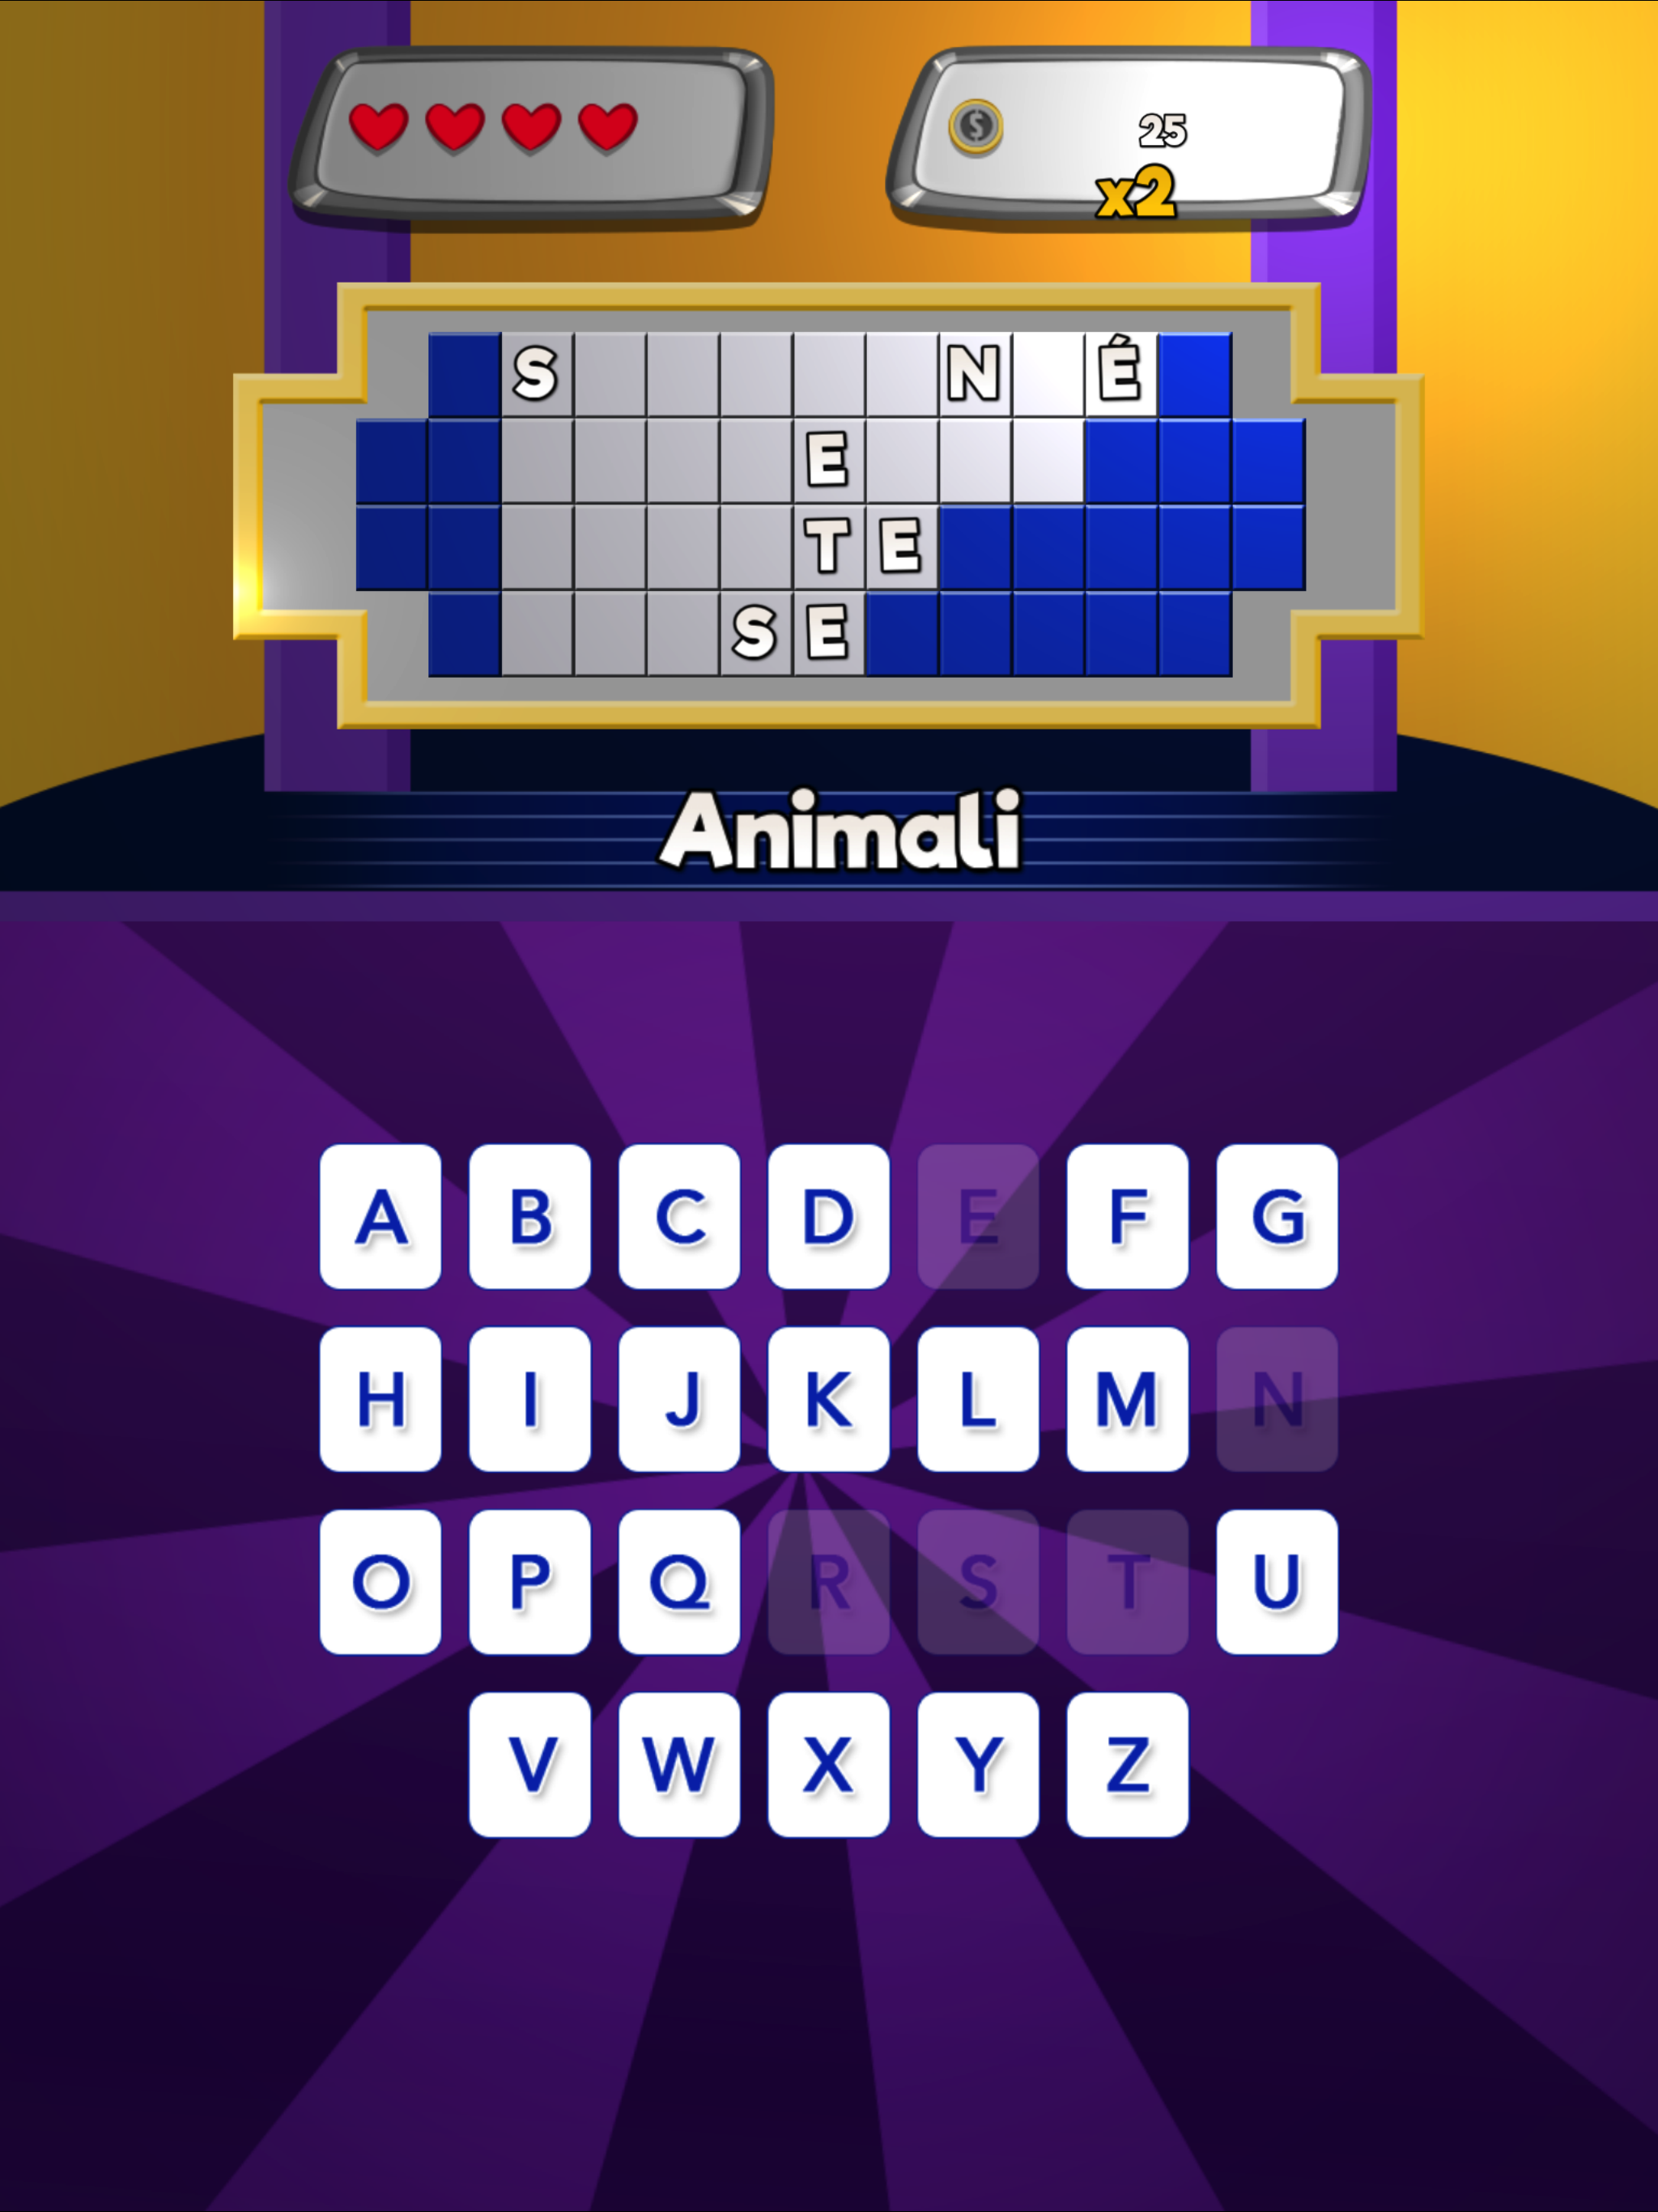 25
x2
S N É
E
T E
S E
Animali
A B C D E F G
H I J K L M N
O P Q R S T U
V W X Y Z